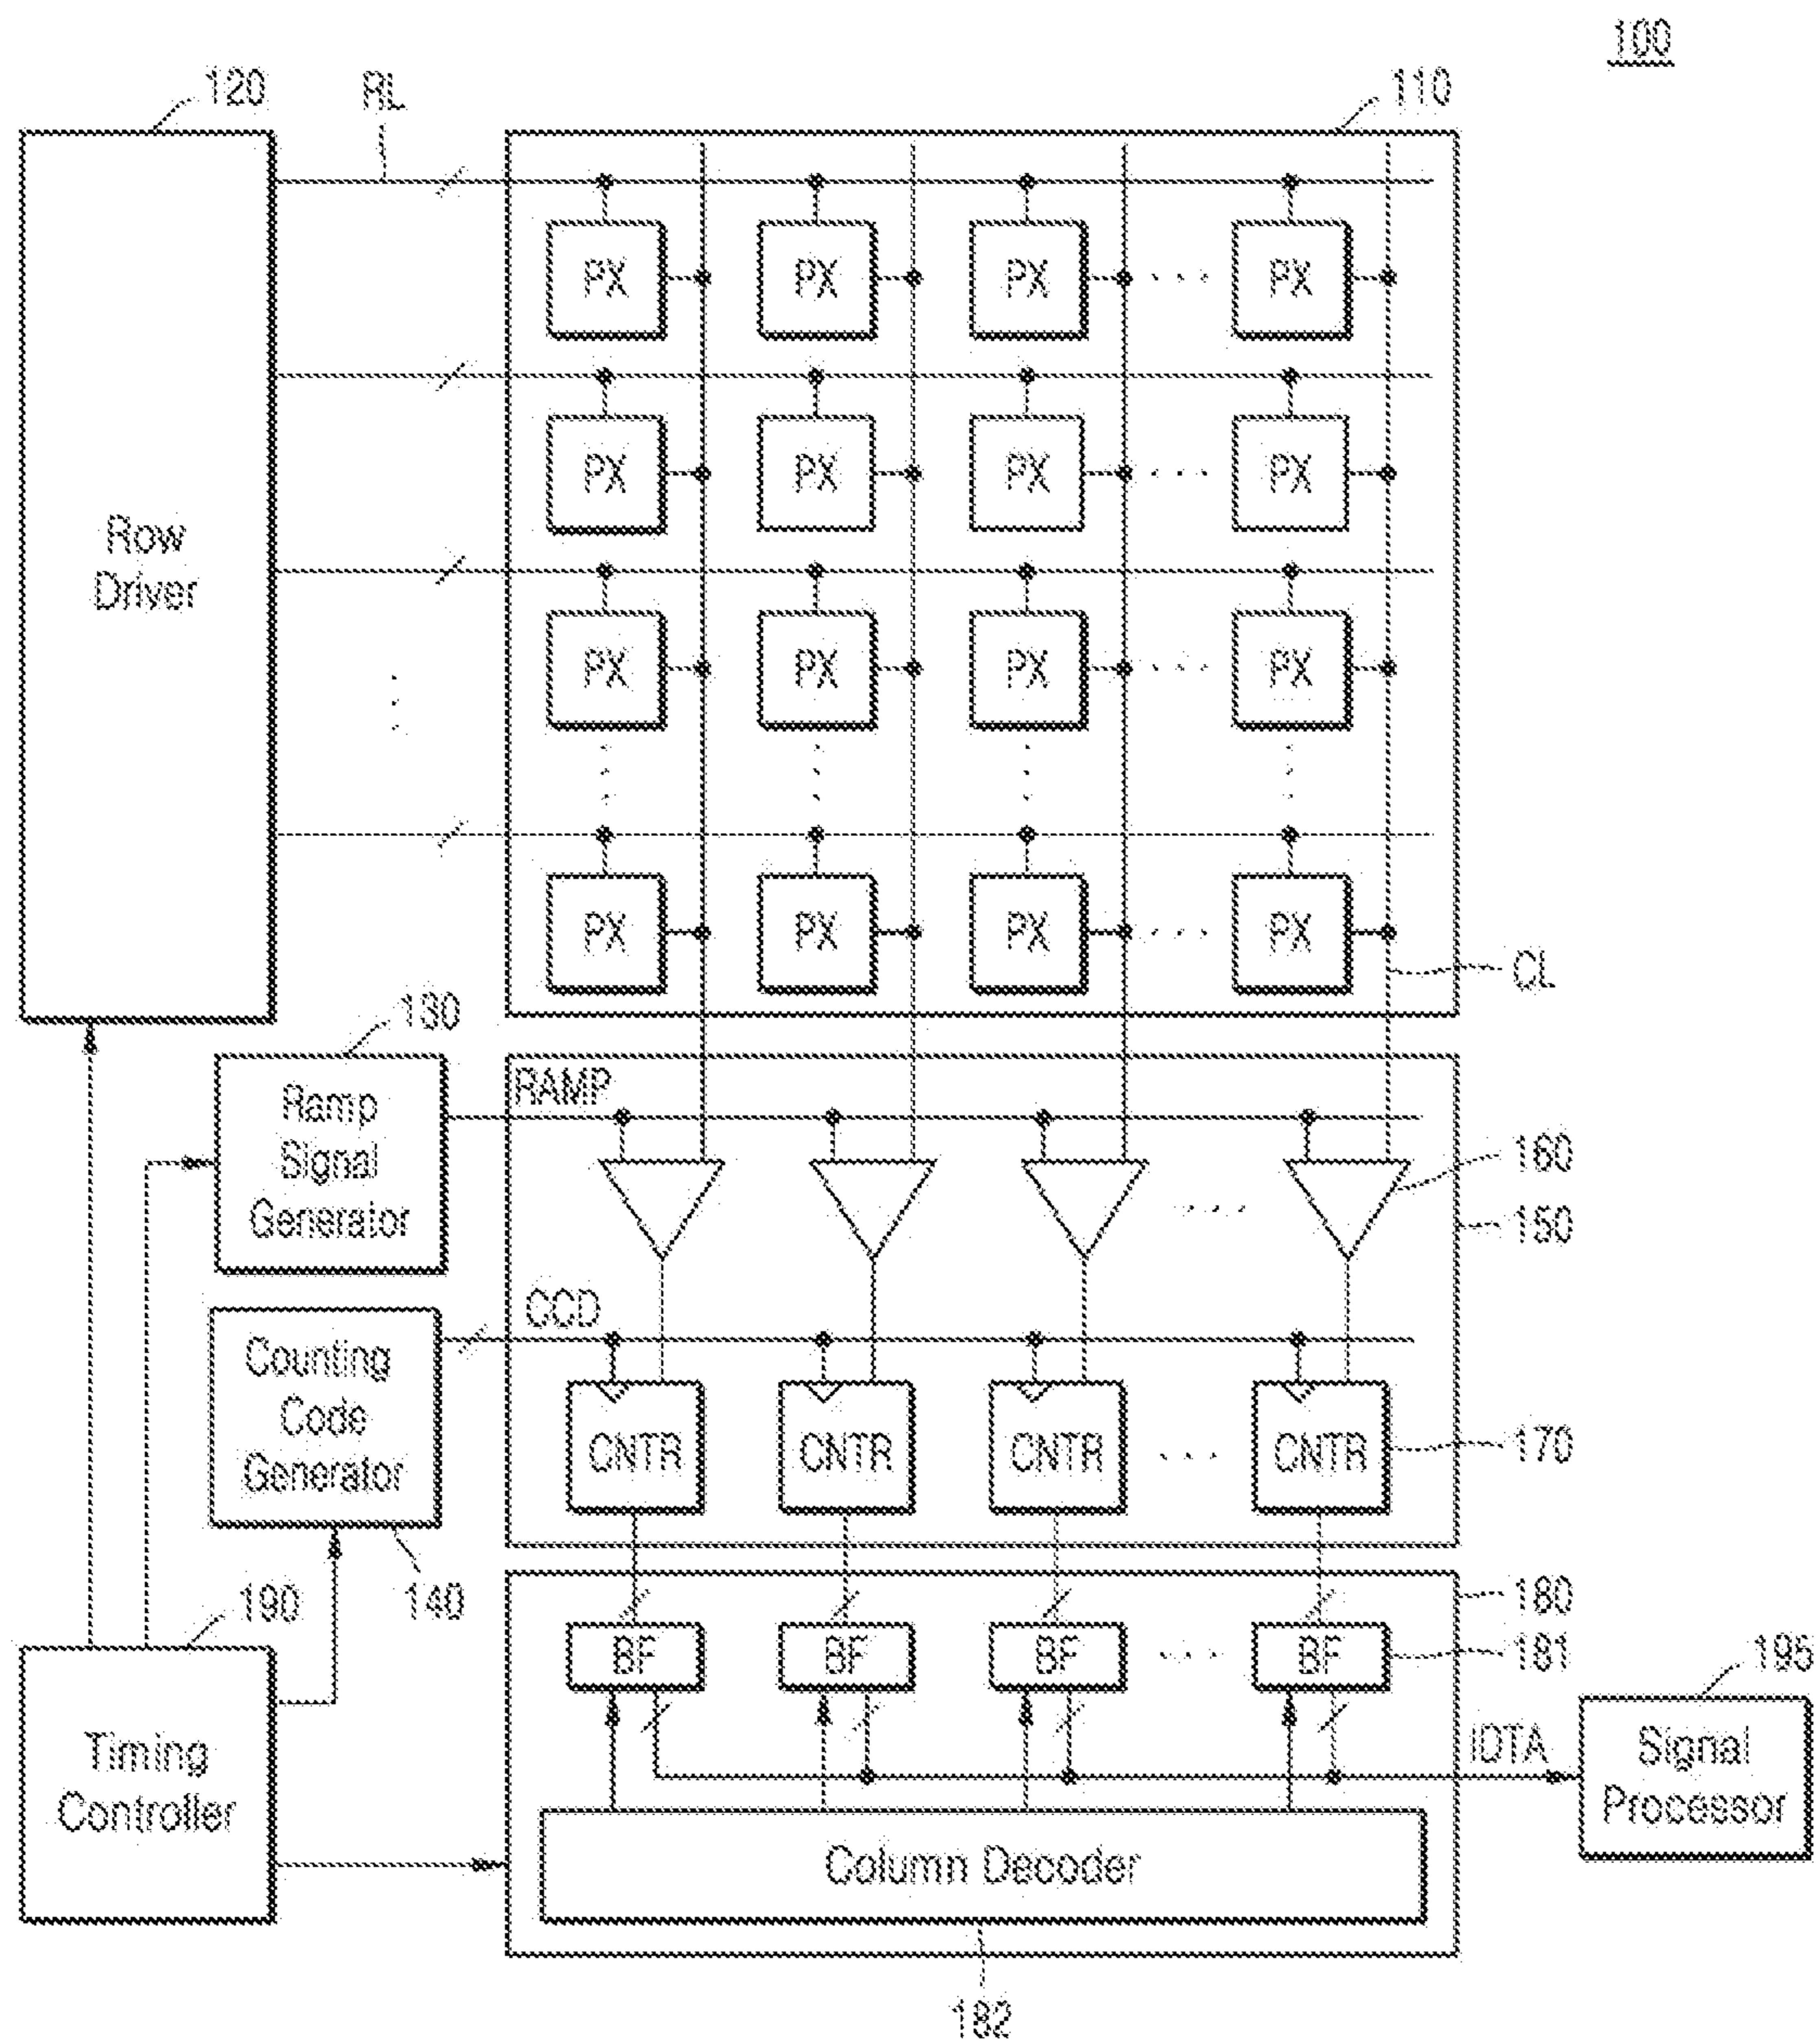 100
120
RL
110
PX PX PX PX
PX PX PX PX
Row
Driver
PX PX PX PX
PX PX PX PX
CL
130
RAMP
Ramp
Signal
Generator
160
150
CCD
Counting
Code
Generator
CNTR CNTR CNTR CNTR
170
190
140
180
BF BF BF BF
181
195
Timing
Controller
IDTA
Signal
Processor
Column Decoder
182